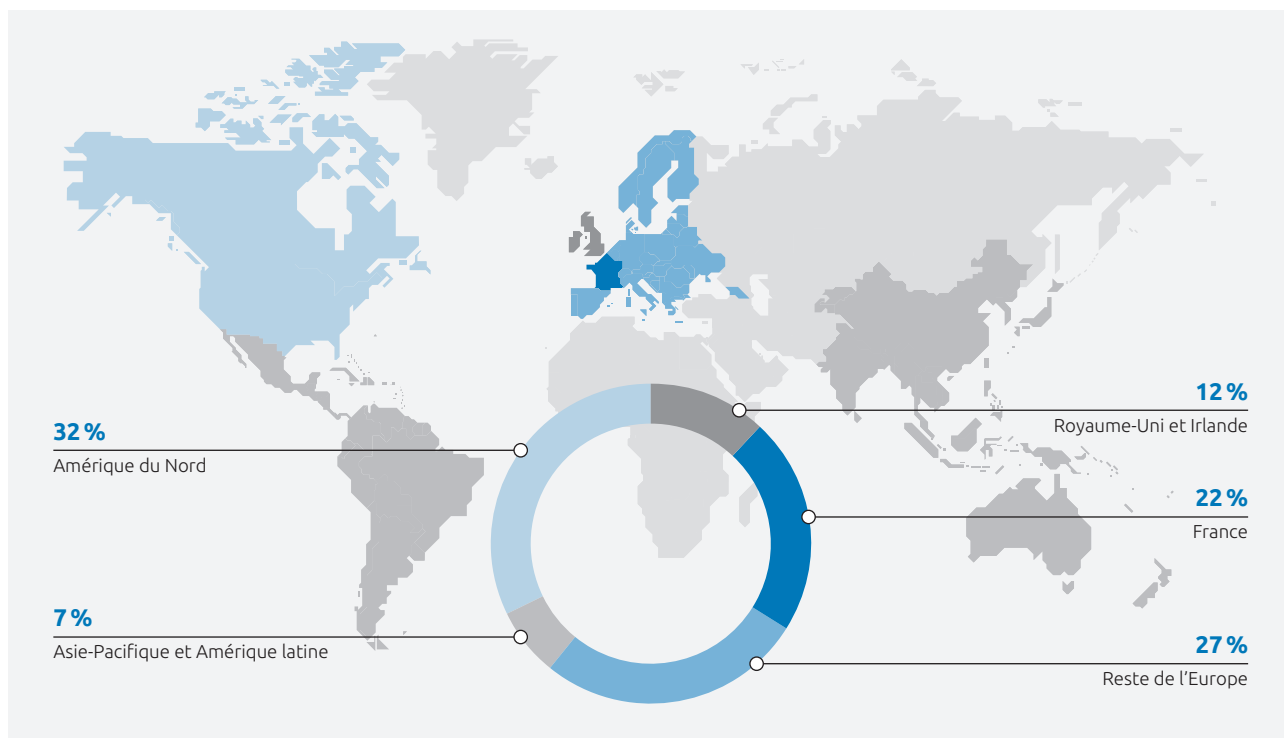 32 %
Amérique du Nord
7 %
Asie-Pacifique et Amérique latine
12 %
Royaume-Uni et Irlande
22 %
France
27 %
Reste de l’Europe